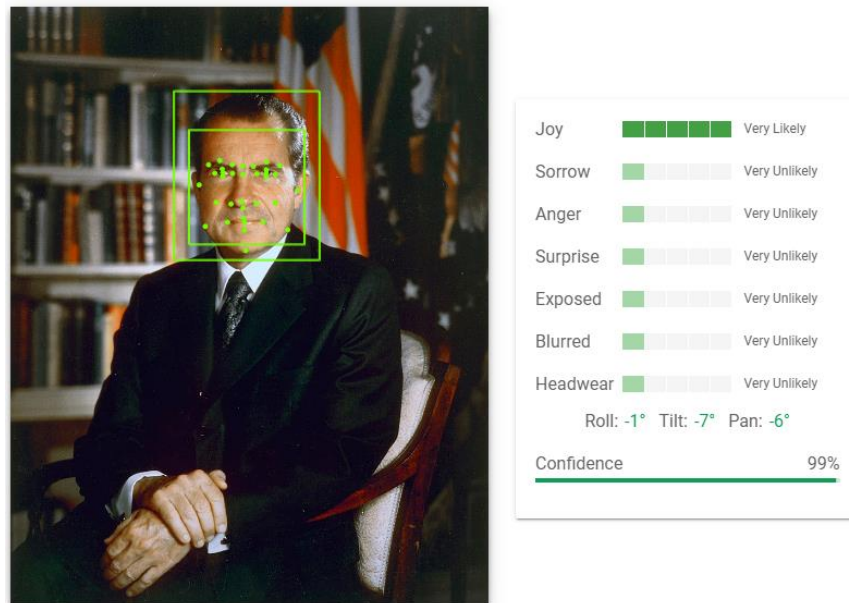 Joy Very Likely
Sorrow Very Unlikely
Anger Very Unlikely
Surprise Very Unlikely
Exposed Very Unlikely
Blurred Very Unlikely
Headwear Very Unlikely
Roll: -1° Tilt: -7° Pan: -6°
Confidence 99%